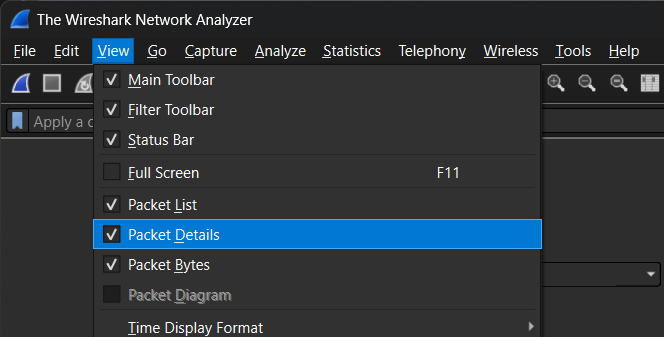 The Wireshark Network Analyzer
File Edit View Go Capture Analyze Statistics Telephony Wireless Tools Help
Apply a
Main Toolbar
Filter Toolbar
Status Bar
Full Screen F11
Packet List
Packet Details
Packet Bytes
Packet Diagram
Time Display Format